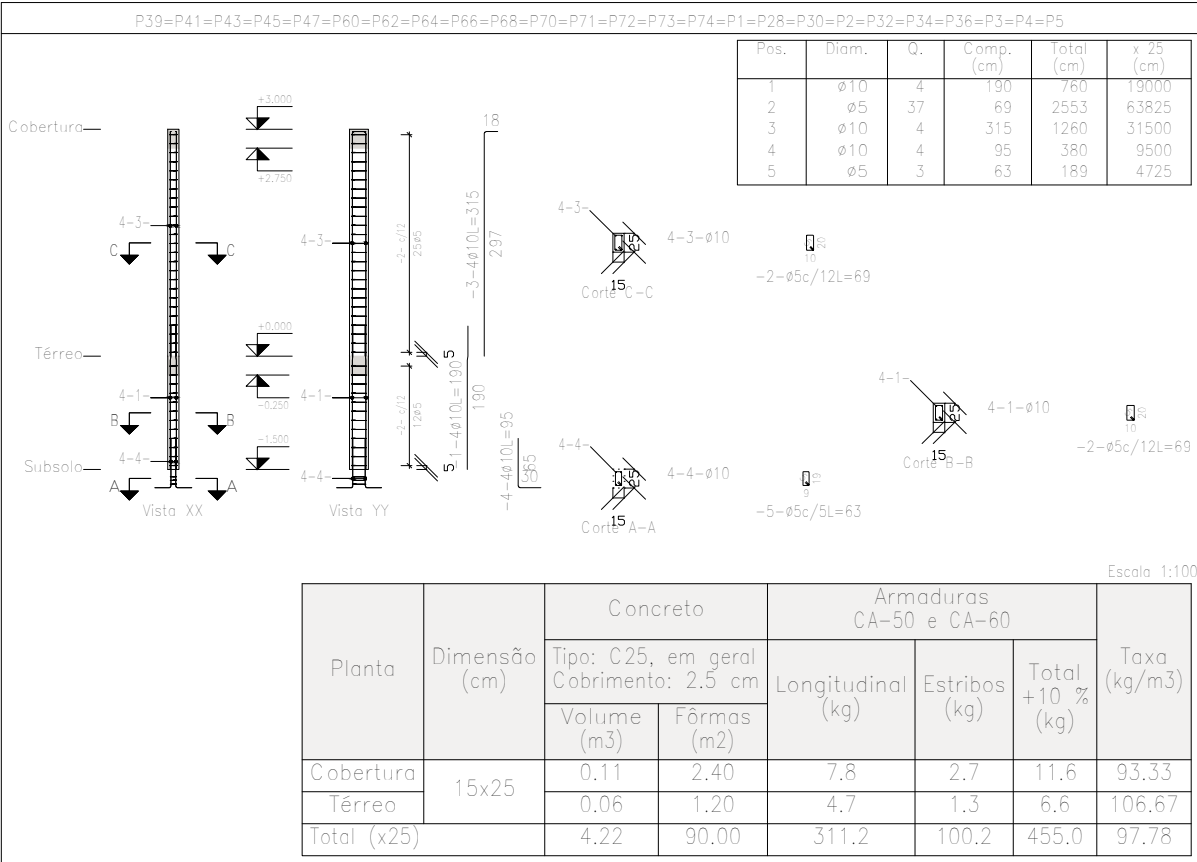 P39=P41=P43=P45=P47=P60=P62=P64=P66=P68=P70=P71=P72=P73=P74=P1=P28=P30=P2=P32=P34=P36=P3=P4=P5
Pos. Diam. Q. Comp. (cm) Total (cm) x 25 (cm)
1 ø10 4 190 760 19000
2 ø5 37 69 2553 63825
3 ø10 4 315 1260 31500
4 ø10 4 95 380 9500
5 ø5 3 63 189 4725
Cobertura
+3.000
+2.750
4-3-
C C
Térreo
+0.000
-0.250
4-1-
B B
-1.500
Subsolo
4-4-
A A
Vista XX
4-3-
4-1-
4-4-
Vista YY
-2- c/12
25ø5
5
-2- c/12
12ø5
5
18
-3-4ø10L=315
297
-1-4ø10L=190
190
-4-4ø10L=95
65
30
4-3-
25
15
4-3-ø10
Corte C-C
20
10
-2-ø5c/12L=69
4-1-
25
15
4-1-ø10
Corte B-B
20
10
-2-ø5c/12L=69
4-4-
25
15
4-4-ø10
Corte A-A
19
9
-5-ø5c/5L=63
Escala 1:100
Planta
Dimensão (cm)
Concreto
Tipo: C25, em geral
Cobrimento: 2.5 cm
Volume (m3)
Fôrmas (m2)
Armaduras
CA-50 e CA-60
Longitudinal (kg)
Estribos (kg)
Total +10 % (kg)
Taxa (kg/m3)
Cobertura 15x25 0.11 2.40 7.8 2.7 11.6 93.33
Térreo 0.06 1.20 4.7 1.3 6.6 106.67
Total (x25) 4.22 90.00 311.2 100.2 455.0 97.78